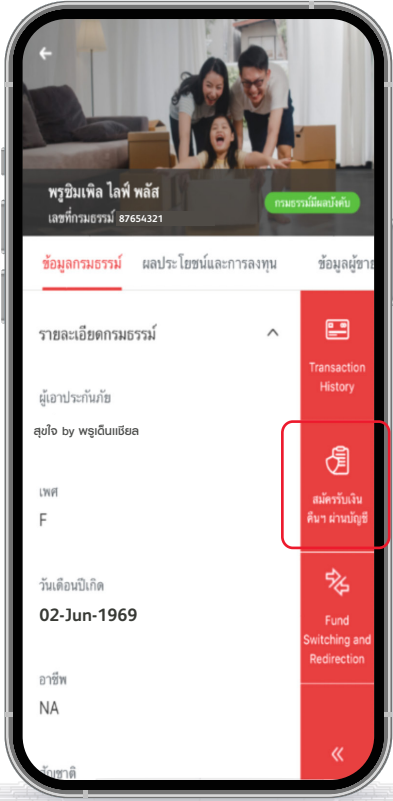 พรูซิมเพิล ไลฟ์ พลัส
กรมธรรม์มีผลบังคับ
เลขที่กรมธรรม์ 87654321
ข้อมูลกรมธรรม์ ผลประโยชน์และการลงทุน ข้อมูลผู้ขาย
รายละเอียดกรมธรรม์
ผู้เอาประกันภัย
สุขใจ by พรูเด็นเชียล
เพศ
F
วันเดือนปีเกิด
02-Jun-1969
อาชีพ
NA
สัญชาติ
Transaction
History
สมัครรับเงิน
คืนฯ ผ่านบัญชี
Fund
Switching and
Redirection